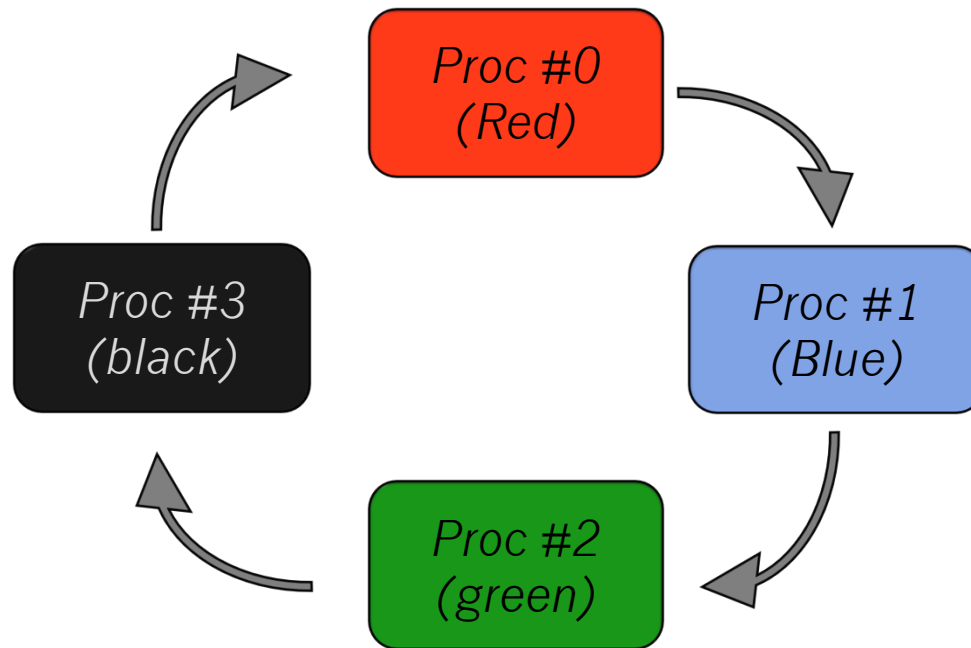 Proc #0
(Red)
Proc #3
(black)
Proc #1
(Blue)
Proc #2
(green)